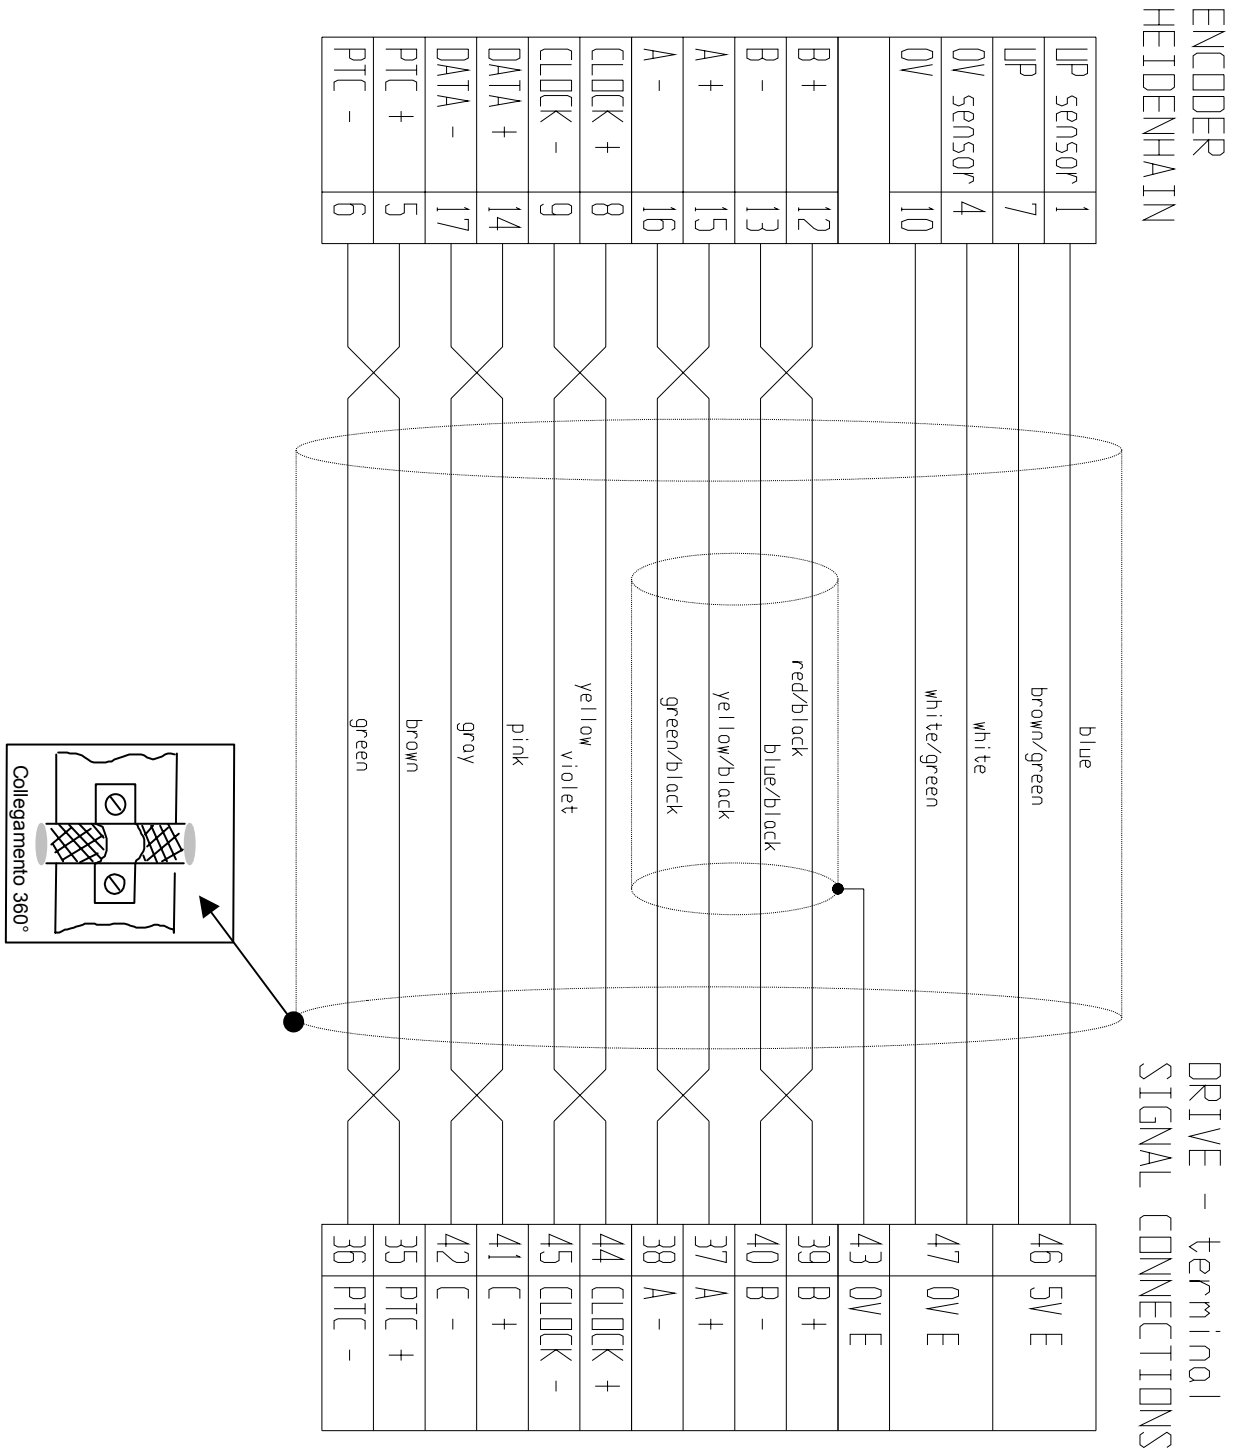 ENCODER
HEIDENHAIN
UP sensor 1
UP 7
0V sensor 4
0V 10
B + 12
B - 13
A + 15
A - 16
CLOCK + 8
CLOCK - 9
DATA + 14
DATA - 17
PTC + 5
PTC - 6
blue
brown/green
white
white/green
red/black
blue/black
yellow/black
green/black
yellow
violet
pink
gray
brown
green
DRIVE - terminal
SIGNAL CONNECTIONS
46 5V E
47 0V E
43 0V E
39 B +
40 B -
37 A +
38 A -
44 CLOCK +
45 CLOCK -
41 C +
42 C -
35 PTC +
36 PTC -
Collegamento 360°